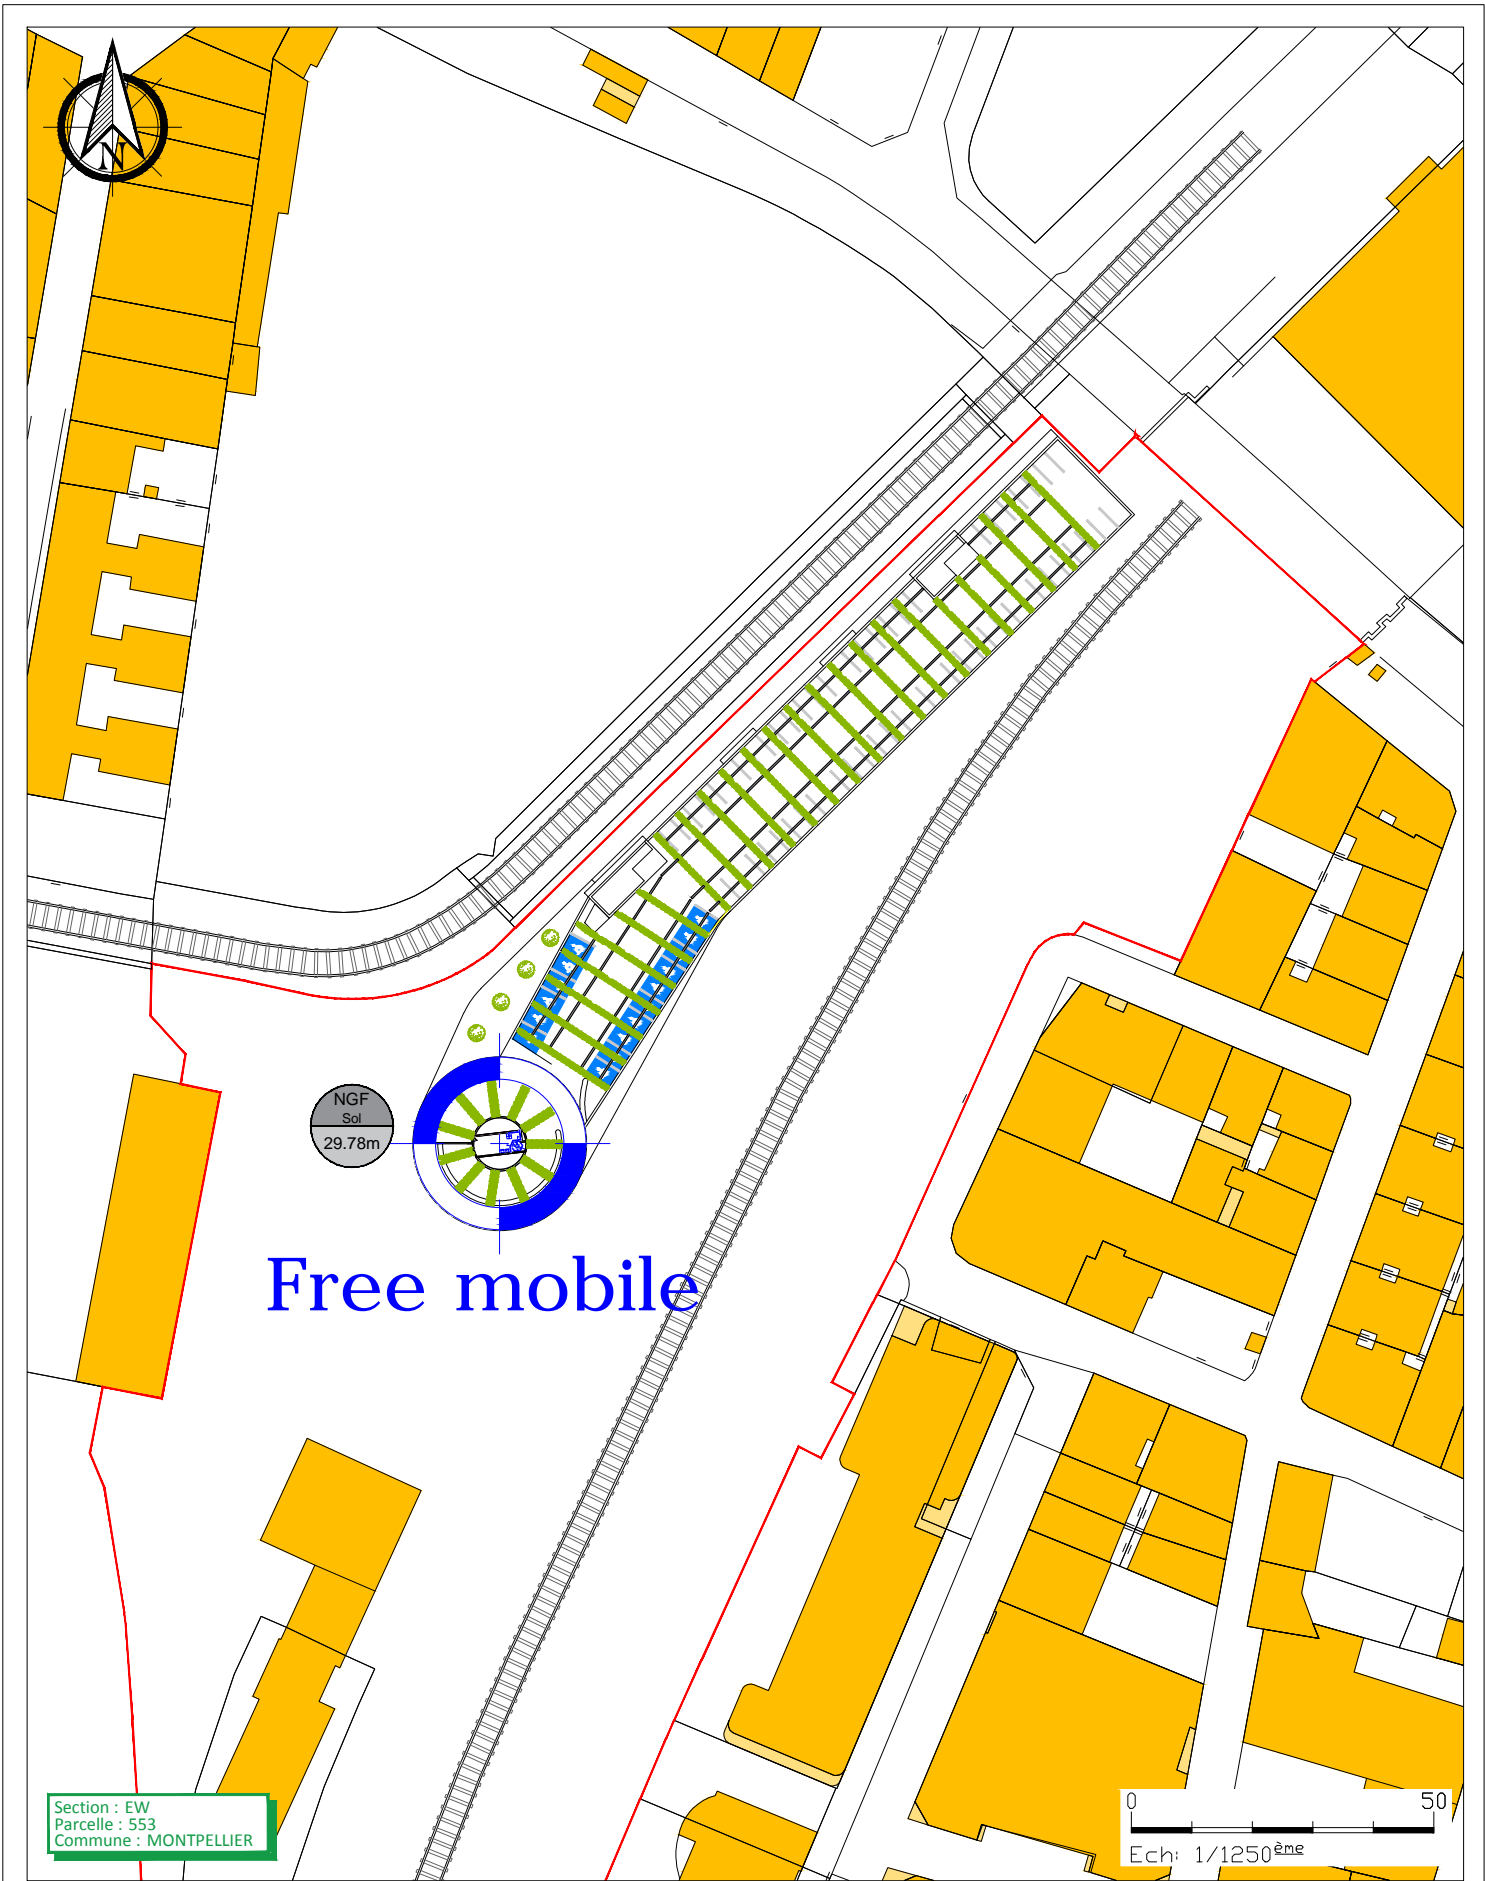 N
NGF
Sol
29.78m
Free mobile
Section : EW
Parcelle : 553
Commune : MONTPELLIER
0 50
Ech: 1/1250ème